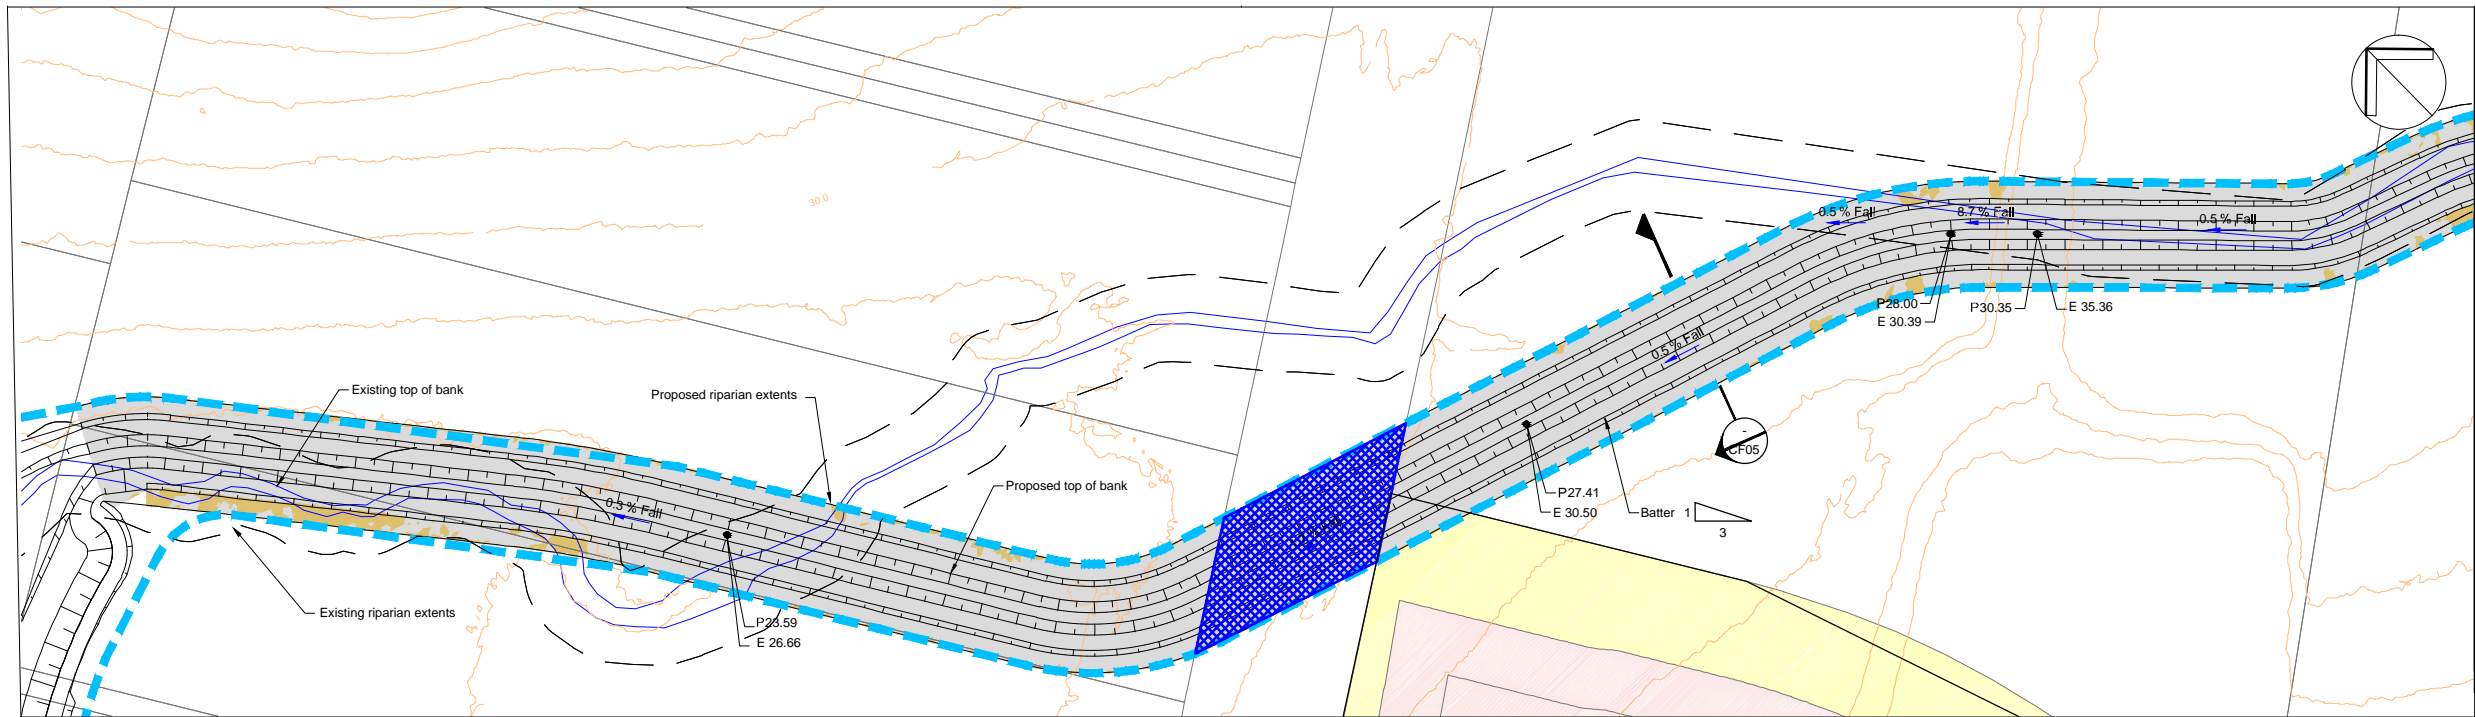 30.0
0.5 % Fall
8.7 % Fall
0.5 % Fall
P28.00
E 30.39
P30.35
E 35.36
0.5 % Fall
Existing top of bank
Proposed riparian extents
CF05
Proposed top of bank
P27.41
E 30.50
Batter
1
3
0.3 % Fall
Existing riparian extents
P23.59
E 26.66